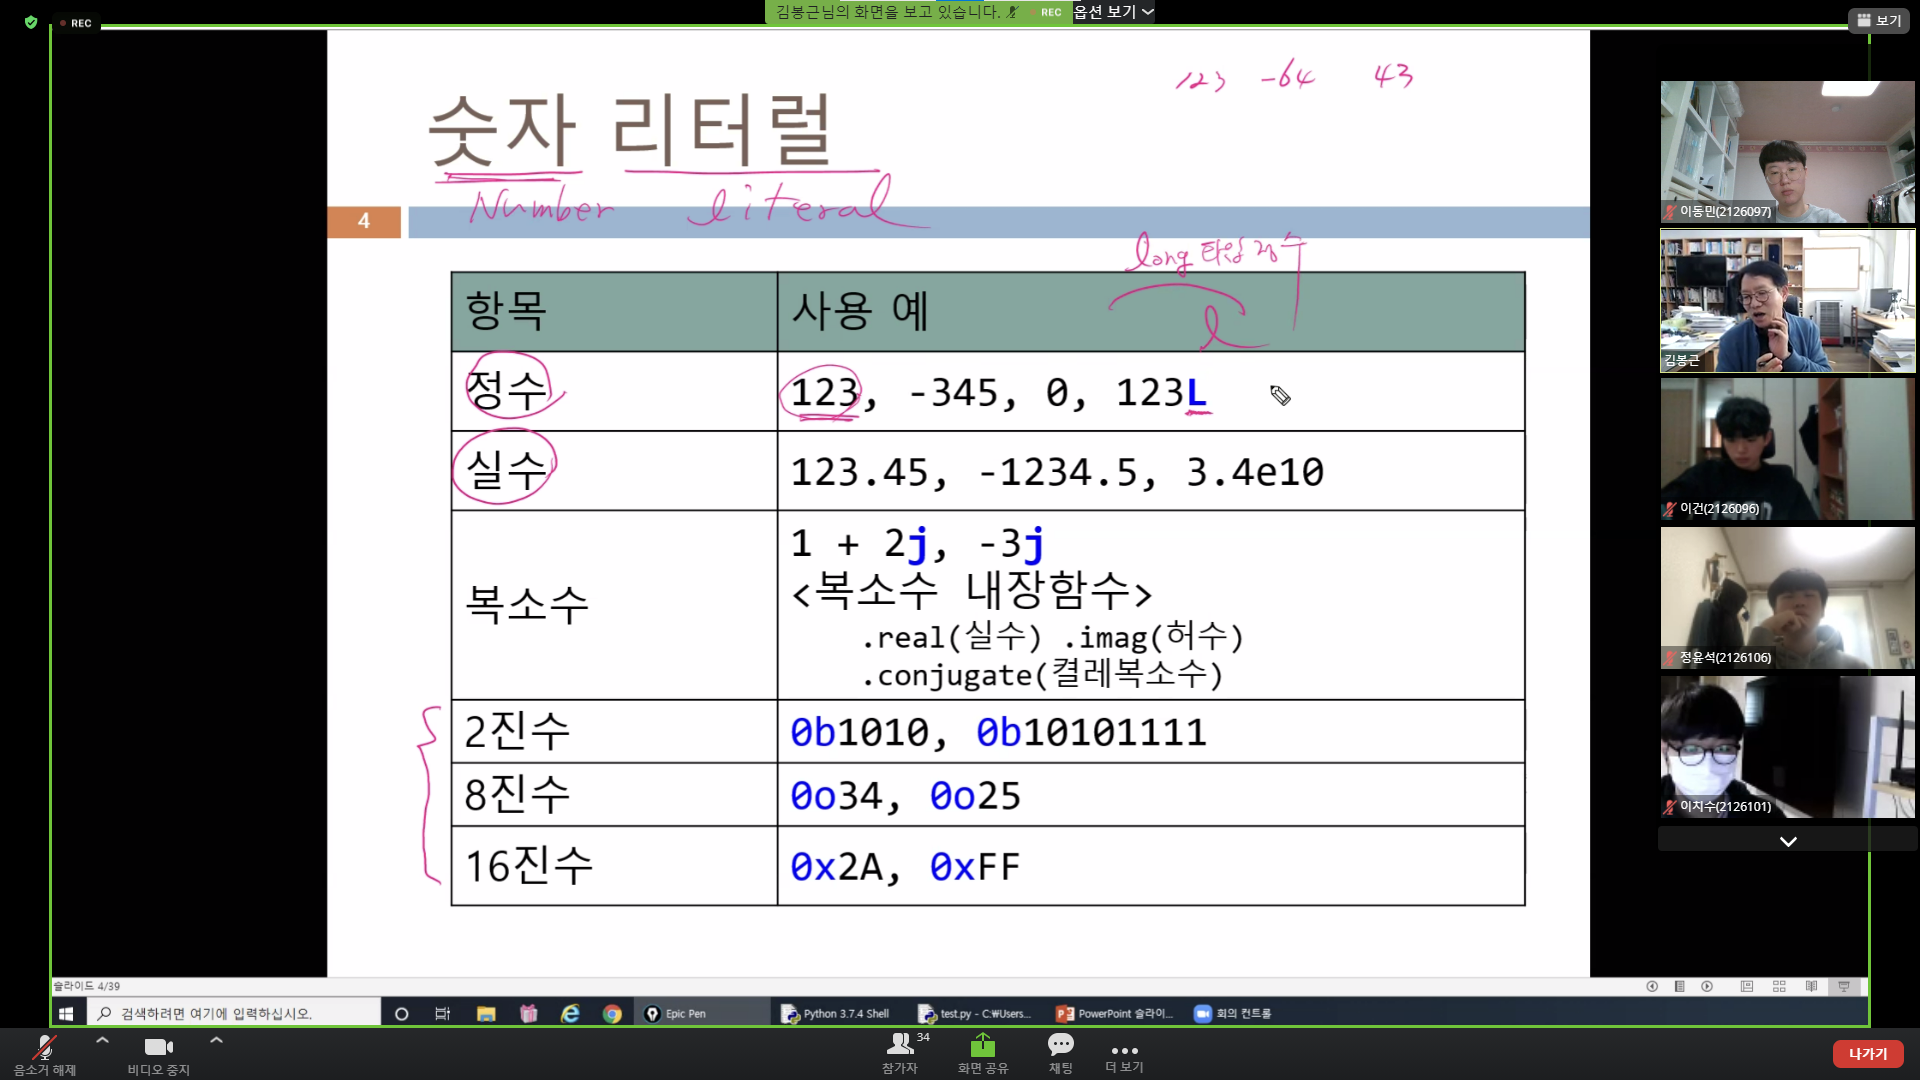 REC
김봉근님의 화면을 보고 있습니다.
REC
옵션 보기
보기
123 -64 43
숫자 리터럴
Number literal
4
long 타입 정수
l
항목 사용 예
정수 123, -345, 0, 123L
실수 123.45, -1234.5, 3.4e10
복소수
1 + 2j, -3j
<복소수 내장함수>
.real(실수) .imag(허수)
.conjugate(켤레복소수)
2진수 0b1010, 0b10101111
8진수 0o34, 0o25
16진수 0x2A, 0xFF
이동민(2126097)
김봉근
이건(2126096)
정윤석(2126106)
이지수(2126101)
슬라이드 4/39
검색하려면 여기에 입력하십시오.
Epic Pen
Python 3.7.4 Shell
test.py - C:₩Users...
PowerPoint 슬라이...
회의 컨트롤
음소거 해제
비디오 중지
34
참가자
화면 공유
채팅
더 보기
나가기